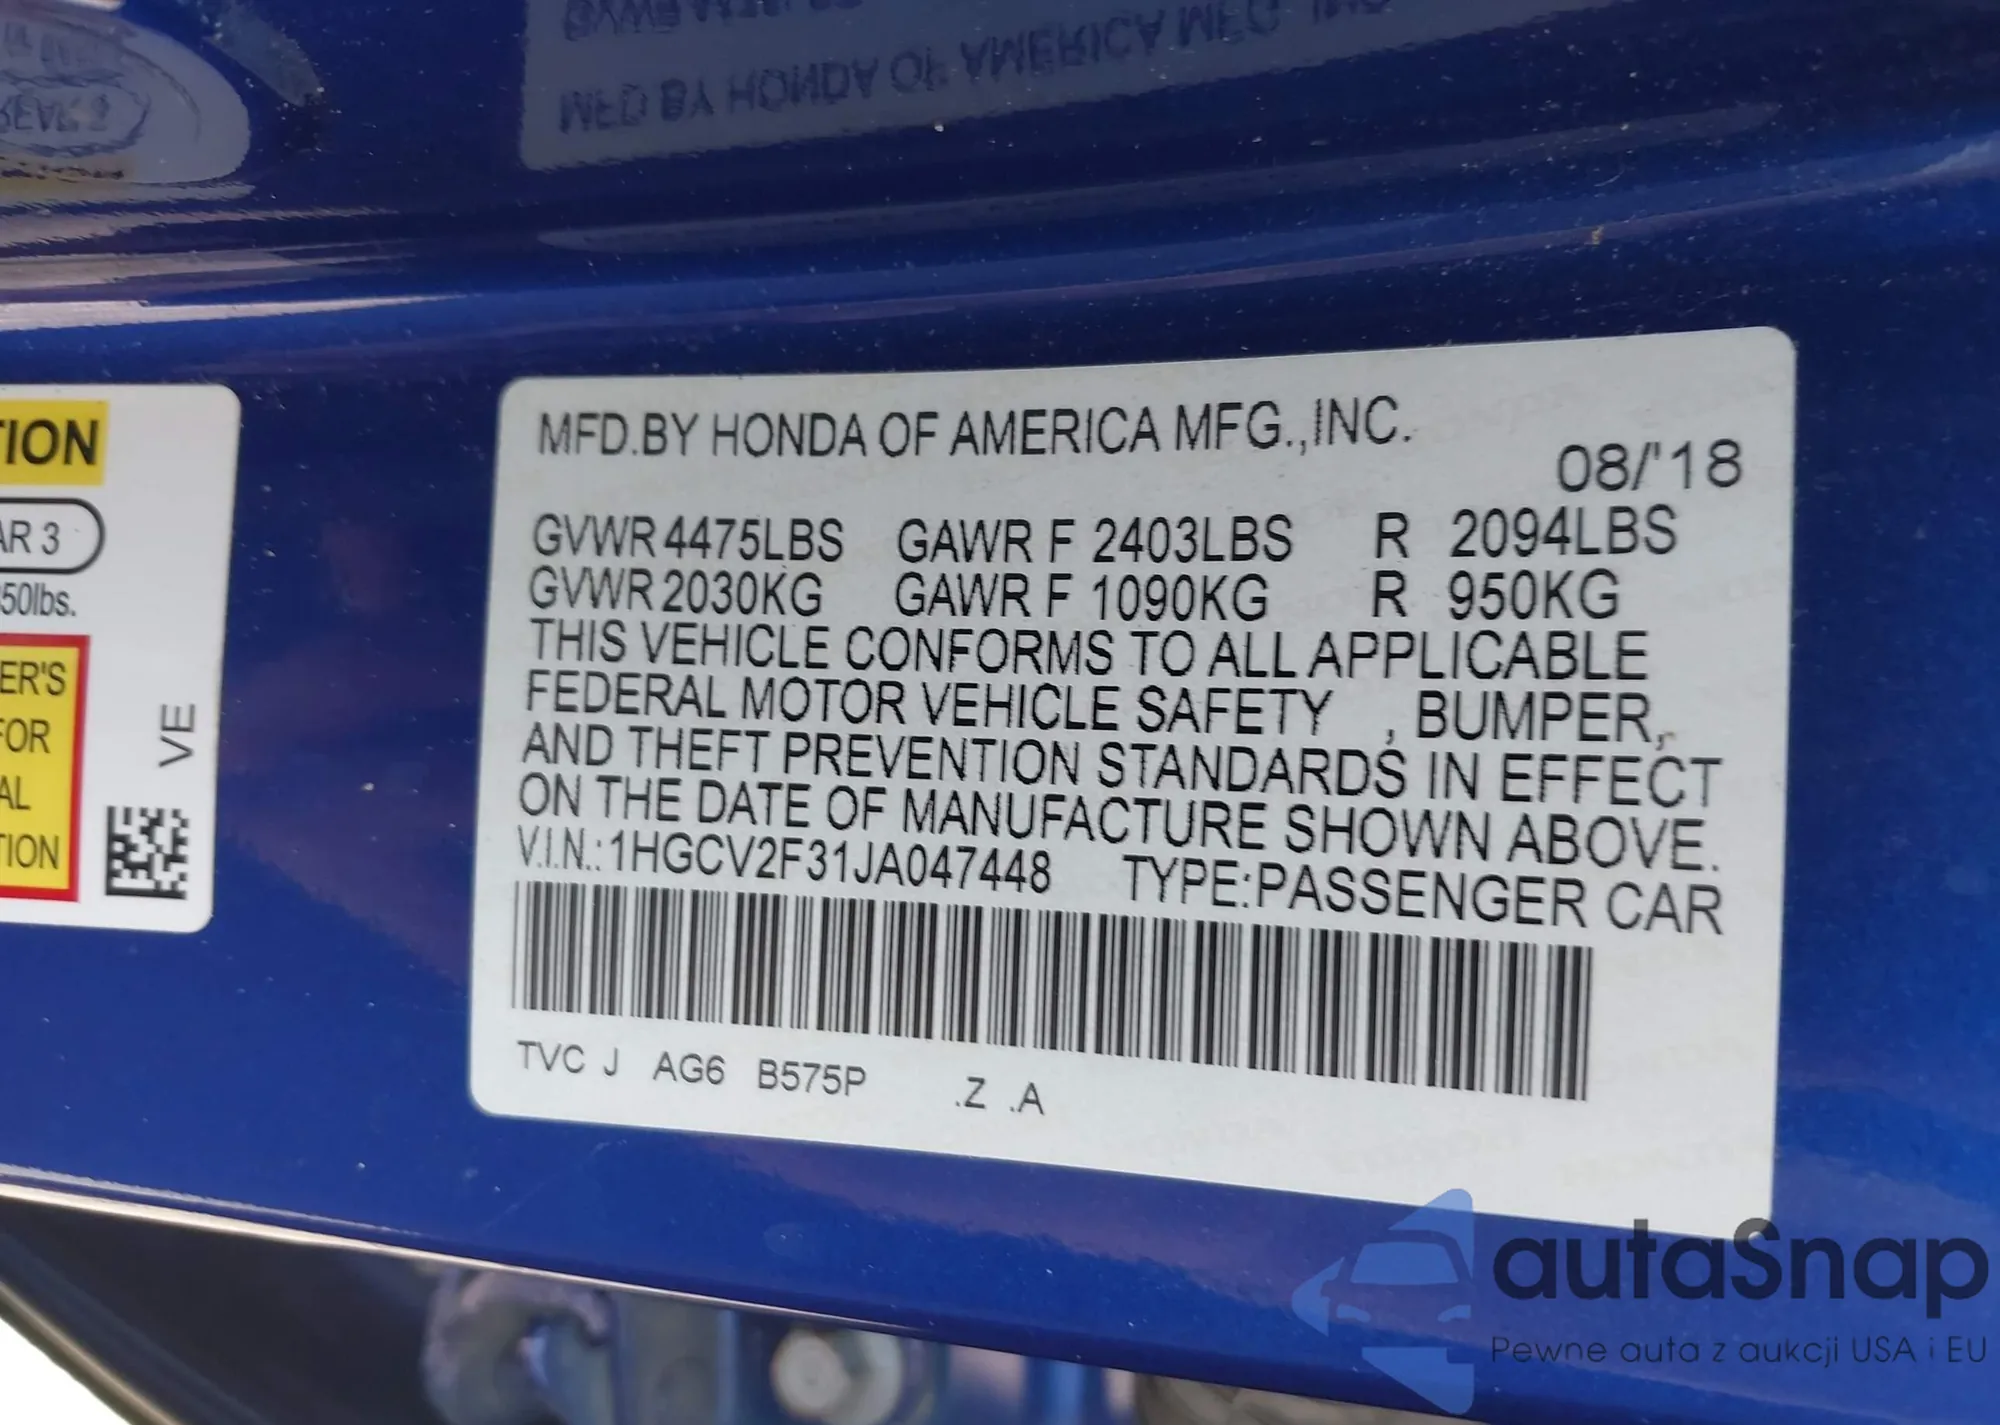 MFD BY HONDA OF AMERICA MFG., INC.
TION
AR 3
50lbs.
ER'S
FOR
AL
TION
VE
MFD.BY HONDA OF AMERICA MFG.,INC.
08/'18
GVWR 4475LBS GAWR F 2403LBS R 2094LBS
GVWR 2030KG GAWR F 1090KG R 950KG
THIS VEHICLE CONFORMS TO ALL APPLICABLE
FEDERAL MOTOR VEHICLE SAFETY , BUMPER,
AND THEFT PREVENTION STANDARDS IN EFFECT
ON THE DATE OF MANUFACTURE SHOWN ABOVE.
V.I.N.:1HGCV2F31JA047448 TYPE:PASSENGER CAR
TVC J AG6 B575P .Z .A
autaSnap
Pewne auta z aukcji USA i EU